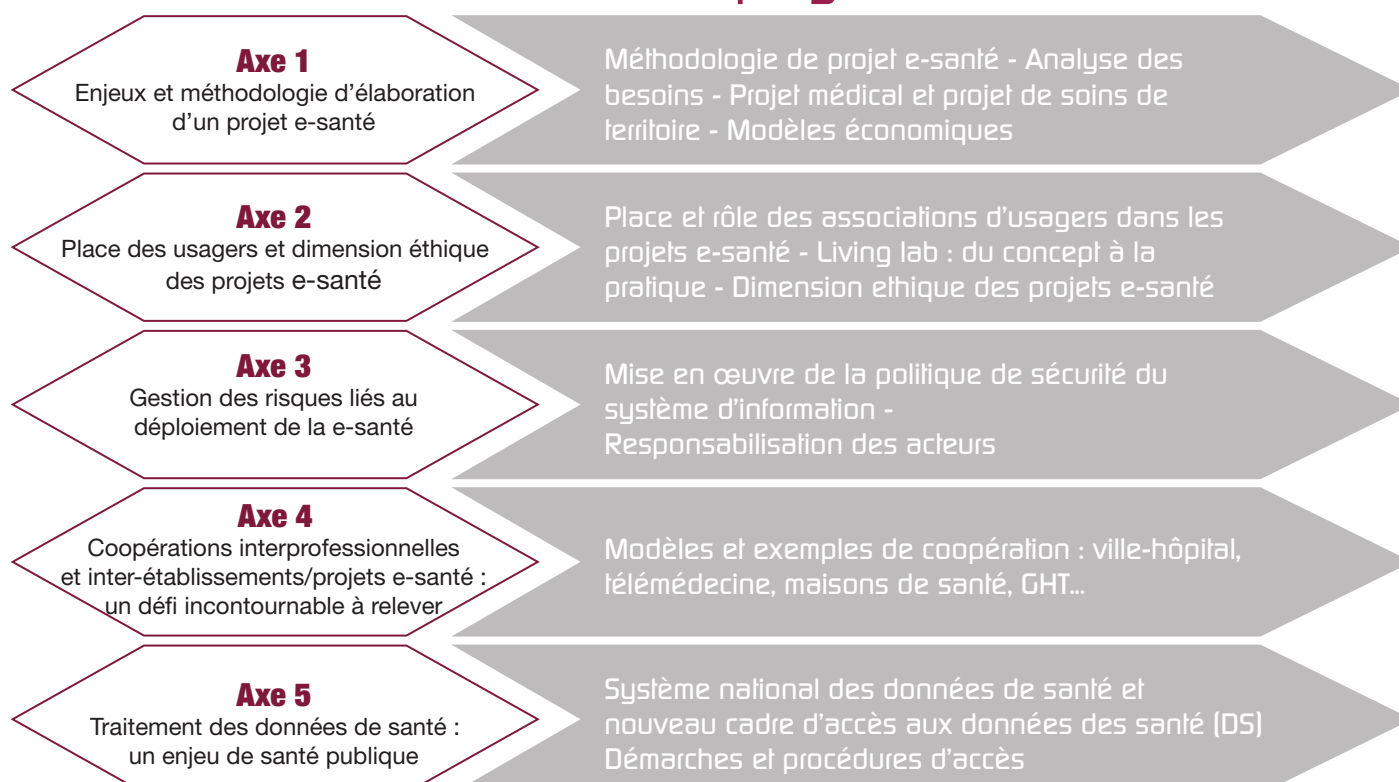 Axe 1
Enjeux et méthodologie d'élaboration
d'un projet e-santé
Méthodologie de projet e-santé - Analyse des
besoins - Projet médical et projet de soins de
territoire - Modèles économiques
Axe 2
Place des usagers et dimension éthique
des projets e-santé
Place et rôle des associations d'usagers dans les
projets e-santé - Living lab : du concept à la
pratique - Dimension ethique des projets e-santé
Axe 3
Gestion des risques liés au
déploiement de la e-santé
Mise en œuvre de la politique de sécurité du
système d'information -
Responsabilisation des acteurs
Axe 4
Coopérations interprofessionnelles
et inter-établissements/projets e-santé :
un défi incontournable à relever
Modèles et exemples de coopération : ville-hôpital,
télémédecine, maisons de santé, GHT...
Axe 5
Traitement des données de santé :
un enjeu de santé publique
Système national des données de santé et
nouveau cadre d'accès aux données des santé (DS)
Démarches et procédures d'accès